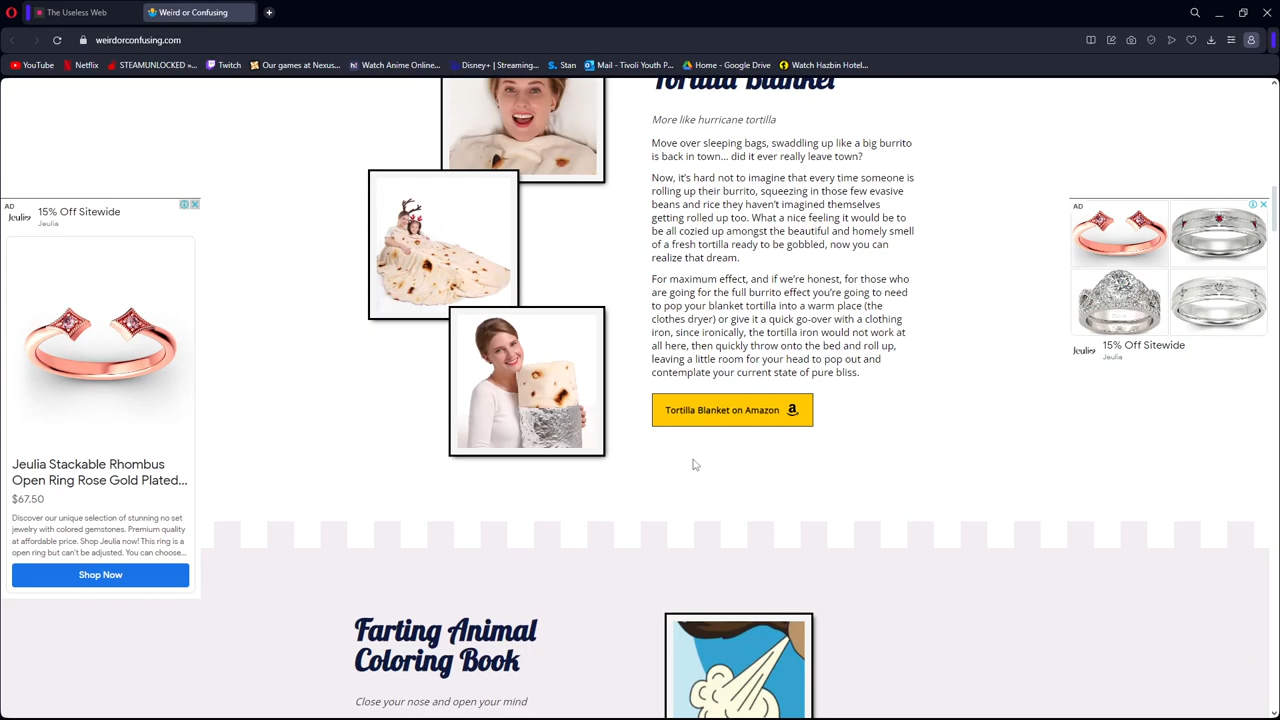 The Useless Web
Weird or Confusing
weirdorconfusing.com
YouTube
Netflix
STEAMUNLOCKED »...
Twitch
Our games at Nexus...
Watch Anime Online...
Disney+ | Streaming...
Stan
Mail - Tivoli Youth P...
Home - Google Drive
Watch Hazbin Hotel...
Tortilla Blanket
More like hurricane tortilla
Move over sleeping bags, swaddling up like a big burrito
is back in town... did it ever really leave town?
Now, it's hard not to imagine that every time someone is
rolling up their burrito, squeezing in those few evasive
beans and rice they haven't imagined themselves
getting rolled up too. What a nice feeling it would be to
be all cozied up amongst the beautiful and homely smell
of a fresh tortilla ready to be gobbled, now you can
realize that dream.
For maximum effect, and if we're honest, for those who
are going for the full burrito effect you're going to need
to pop your blanket tortilla into a warm place (the
clothes dryer) or give it a quick go-over with a clothing
iron, since ironically, the tortilla iron would not work at
all here, then quickly throw onto the bed and roll up,
leaving a little room for your head to pop out and
contemplate your current state of pure bliss.
Tortilla Blanket on Amazon
AD
15% Off Sitewide
Jeulia
Jeulia
Jeulia Stackable Rhombus
Open Ring Rose Gold Plated...
$67.50
Discover our unique selection of stunning no set
jewelry with colored gemstones. Premium quality
at affordable price. Shop Jeulia now! This ring is a
open ring but can't be adjusted. You can choose...
Shop Now
AD
Jeulia
15% Off Sitewide
Jeulia
Farting Animal
Coloring Book
Close your nose and open your mind